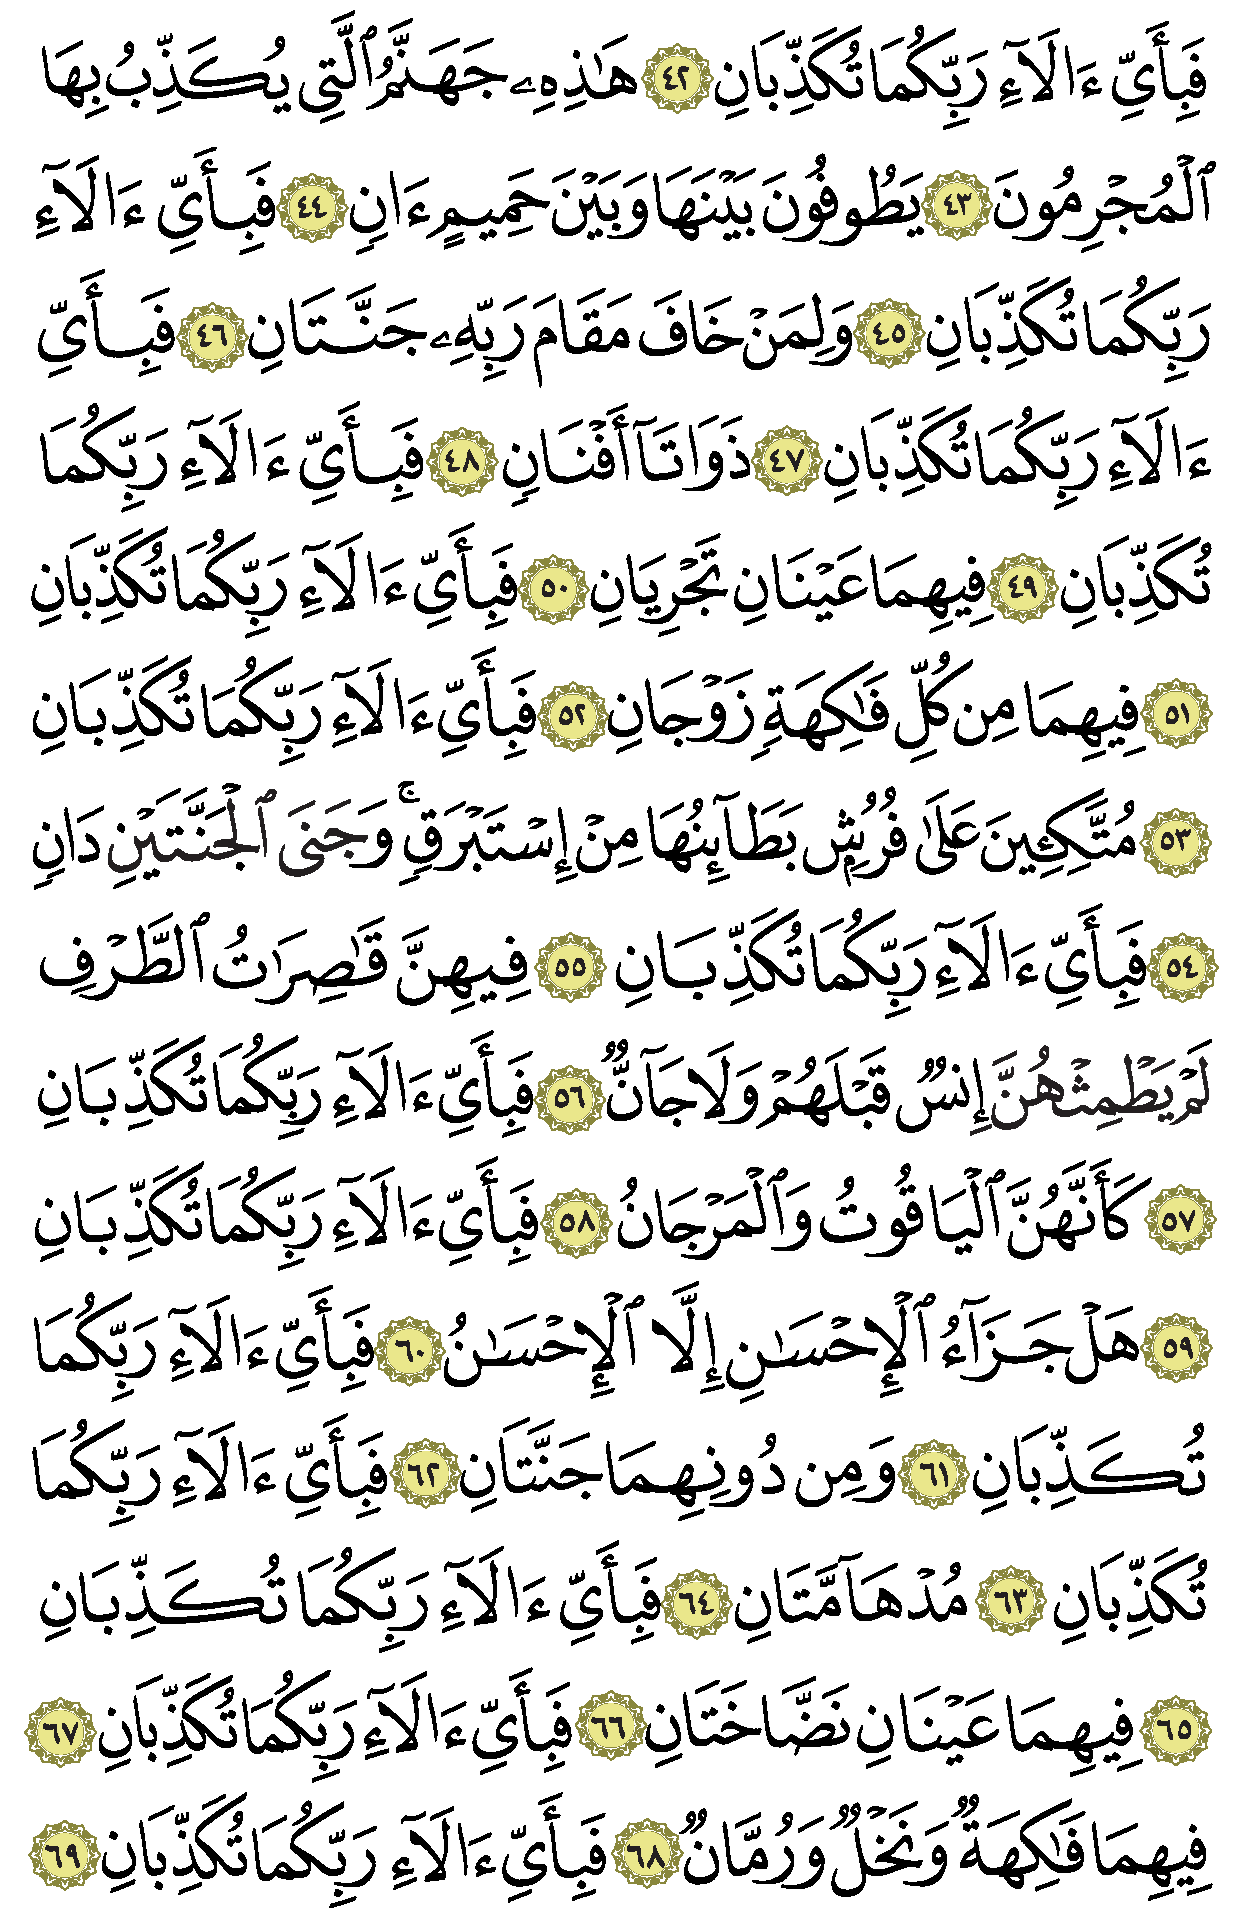 فَبِأَيِّ ءَالَآءِ رَبِّكُمَا تُكَذِّبَانِ ٤٢ هَٰذِهِۦ جَهَنَّمُ ٱلَّتِي يُكَذِّبُ بِهَا
ٱلْمُجْرِمُونَ ٤٣ يَطُوفُونَ بَيْنَهَا وَبَيْنَ حَمِيمٍ ءَانٍ ٤٤ فَبِأَيِّ ءَالَآءِ
رَبِّكُمَا تُكَذِّبَانِ ٤٥ وَلِمَنْ خَافَ مَقَامَ رَبِّهِۦ جَنَّتَانِ ٤٦ فَبِأَيِّ
ءَالَآءِ رَبِّكُمَا تُكَذِّبَانِ ٤٧ ذَوَاتَآ أَفْنَانٍ ٤٨ فَبِأَيِّ ءَالَآءِ رَبِّكُمَا
تُكَذِّبَانِ ٤٩ فِيهِمَا عَيْنَانِ تَجْرِيَانِ ٥٠ فَبِأَيِّ ءَالَآءِ رَبِّكُمَا تُكَذِّبَانِ
٥١ فِيهِمَا مِن كُلِّ فَٰكِهَةٍ زَوْجَانِ ٥٢ فَبِأَيِّ ءَالَآءِ رَبِّكُمَا تُكَذِّبَانِ
٥٣ مُتَّكِـِٔينَ عَلَىٰ فُرُشٍۭ بَطَآئِنُهَا مِنْ إِسْتَبْرَقٍۚ وَجَنَى ٱلْجَنَّتَيْنِ دَانٍ
٥٤ فَبِأَيِّ ءَالَآءِ رَبِّكُمَا تُكَذِّبَانِ ٥٥ فِيهِنَّ قَٰصِرَٰتُ ٱلطَّرْفِ
لَمْ يَطْمِثْهُنَّ إِنسٌ قَبْلَهُمْ وَلَا جَآنٌّ ٥٦ فَبِأَيِّ ءَالَآءِ رَبِّكُمَا تُكَذِّبَانِ
٥٧ كَأَنَّهُنَّ ٱلْيَاقُوتُ وَٱلْمَرْجَانُ ٥٨ فَبِأَيِّ ءَالَآءِ رَبِّكُمَا تُكَذِّبَانِ
٥٩ هَلْ جَزَآءُ ٱلْإِحْسَٰنِ إِلَّا ٱلْإِحْسَٰنُ ٦٠ فَبِأَيِّ ءَالَآءِ رَبِّكُمَا
تُكَذِّبَانِ ٦١ وَمِن دُونِهِمَا جَنَّتَانِ ٦٢ فَبِأَيِّ ءَالَآءِ رَبِّكُمَا
تُكَذِّبَانِ ٦٣ مُدْهَآمَّتَانِ ٦٤ فَبِأَيِّ ءَالَآءِ رَبِّكُمَا تُكَذِّبَانِ
٦٥ فِيهِمَا عَيْنَانِ نَضَّاخَتَانِ ٦٦ فَبِأَيِّ ءَالَآءِ رَبِّكُمَا تُكَذِّبَانِ ٦٧
فِيهِمَا فَٰكِهَةٌ وَنَخْلٌ وَرُمَّانٌ ٦٨ فَبِأَيِّ ءَالَآءِ رَبِّكُمَا تُكَذِّبَانِ ٦٩